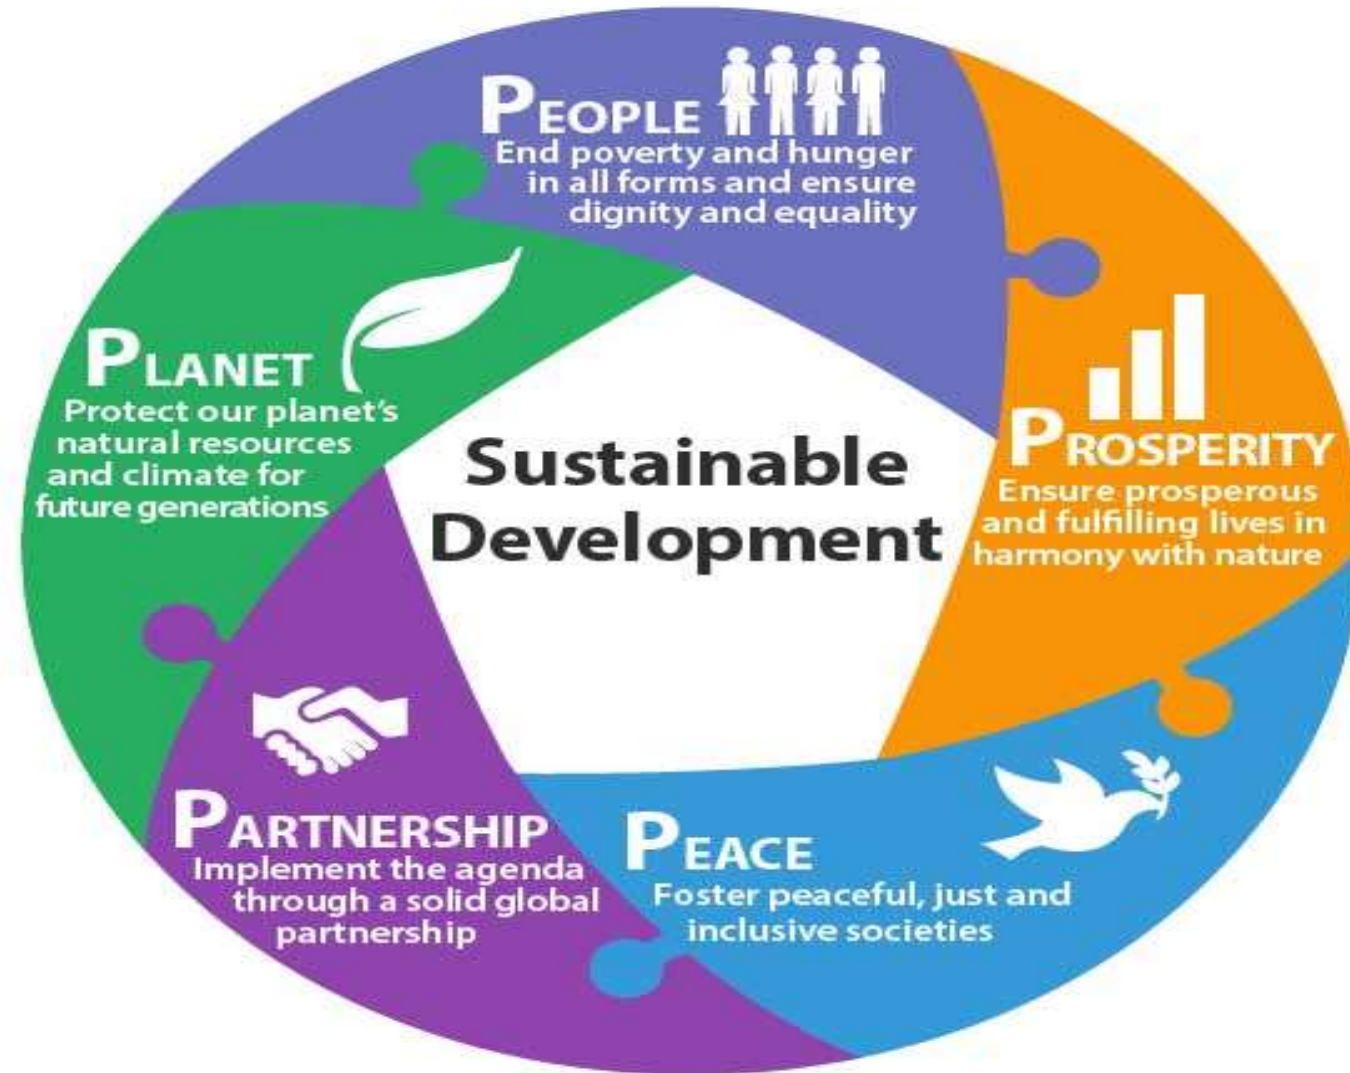 PEOPLE
End poverty and hunger
in all forms and ensure
dignity and equality
PROSPERITY
Ensure prosperous
and fulfilling lives in
harmony with nature
PEACE
Foster peaceful, just and
inclusive societies
PARTNERSHIP
Implement the agenda
through a solid global
partnership
PLANET
Protect our planet’s
natural resources
and climate for
future generations
Sustainable
Development